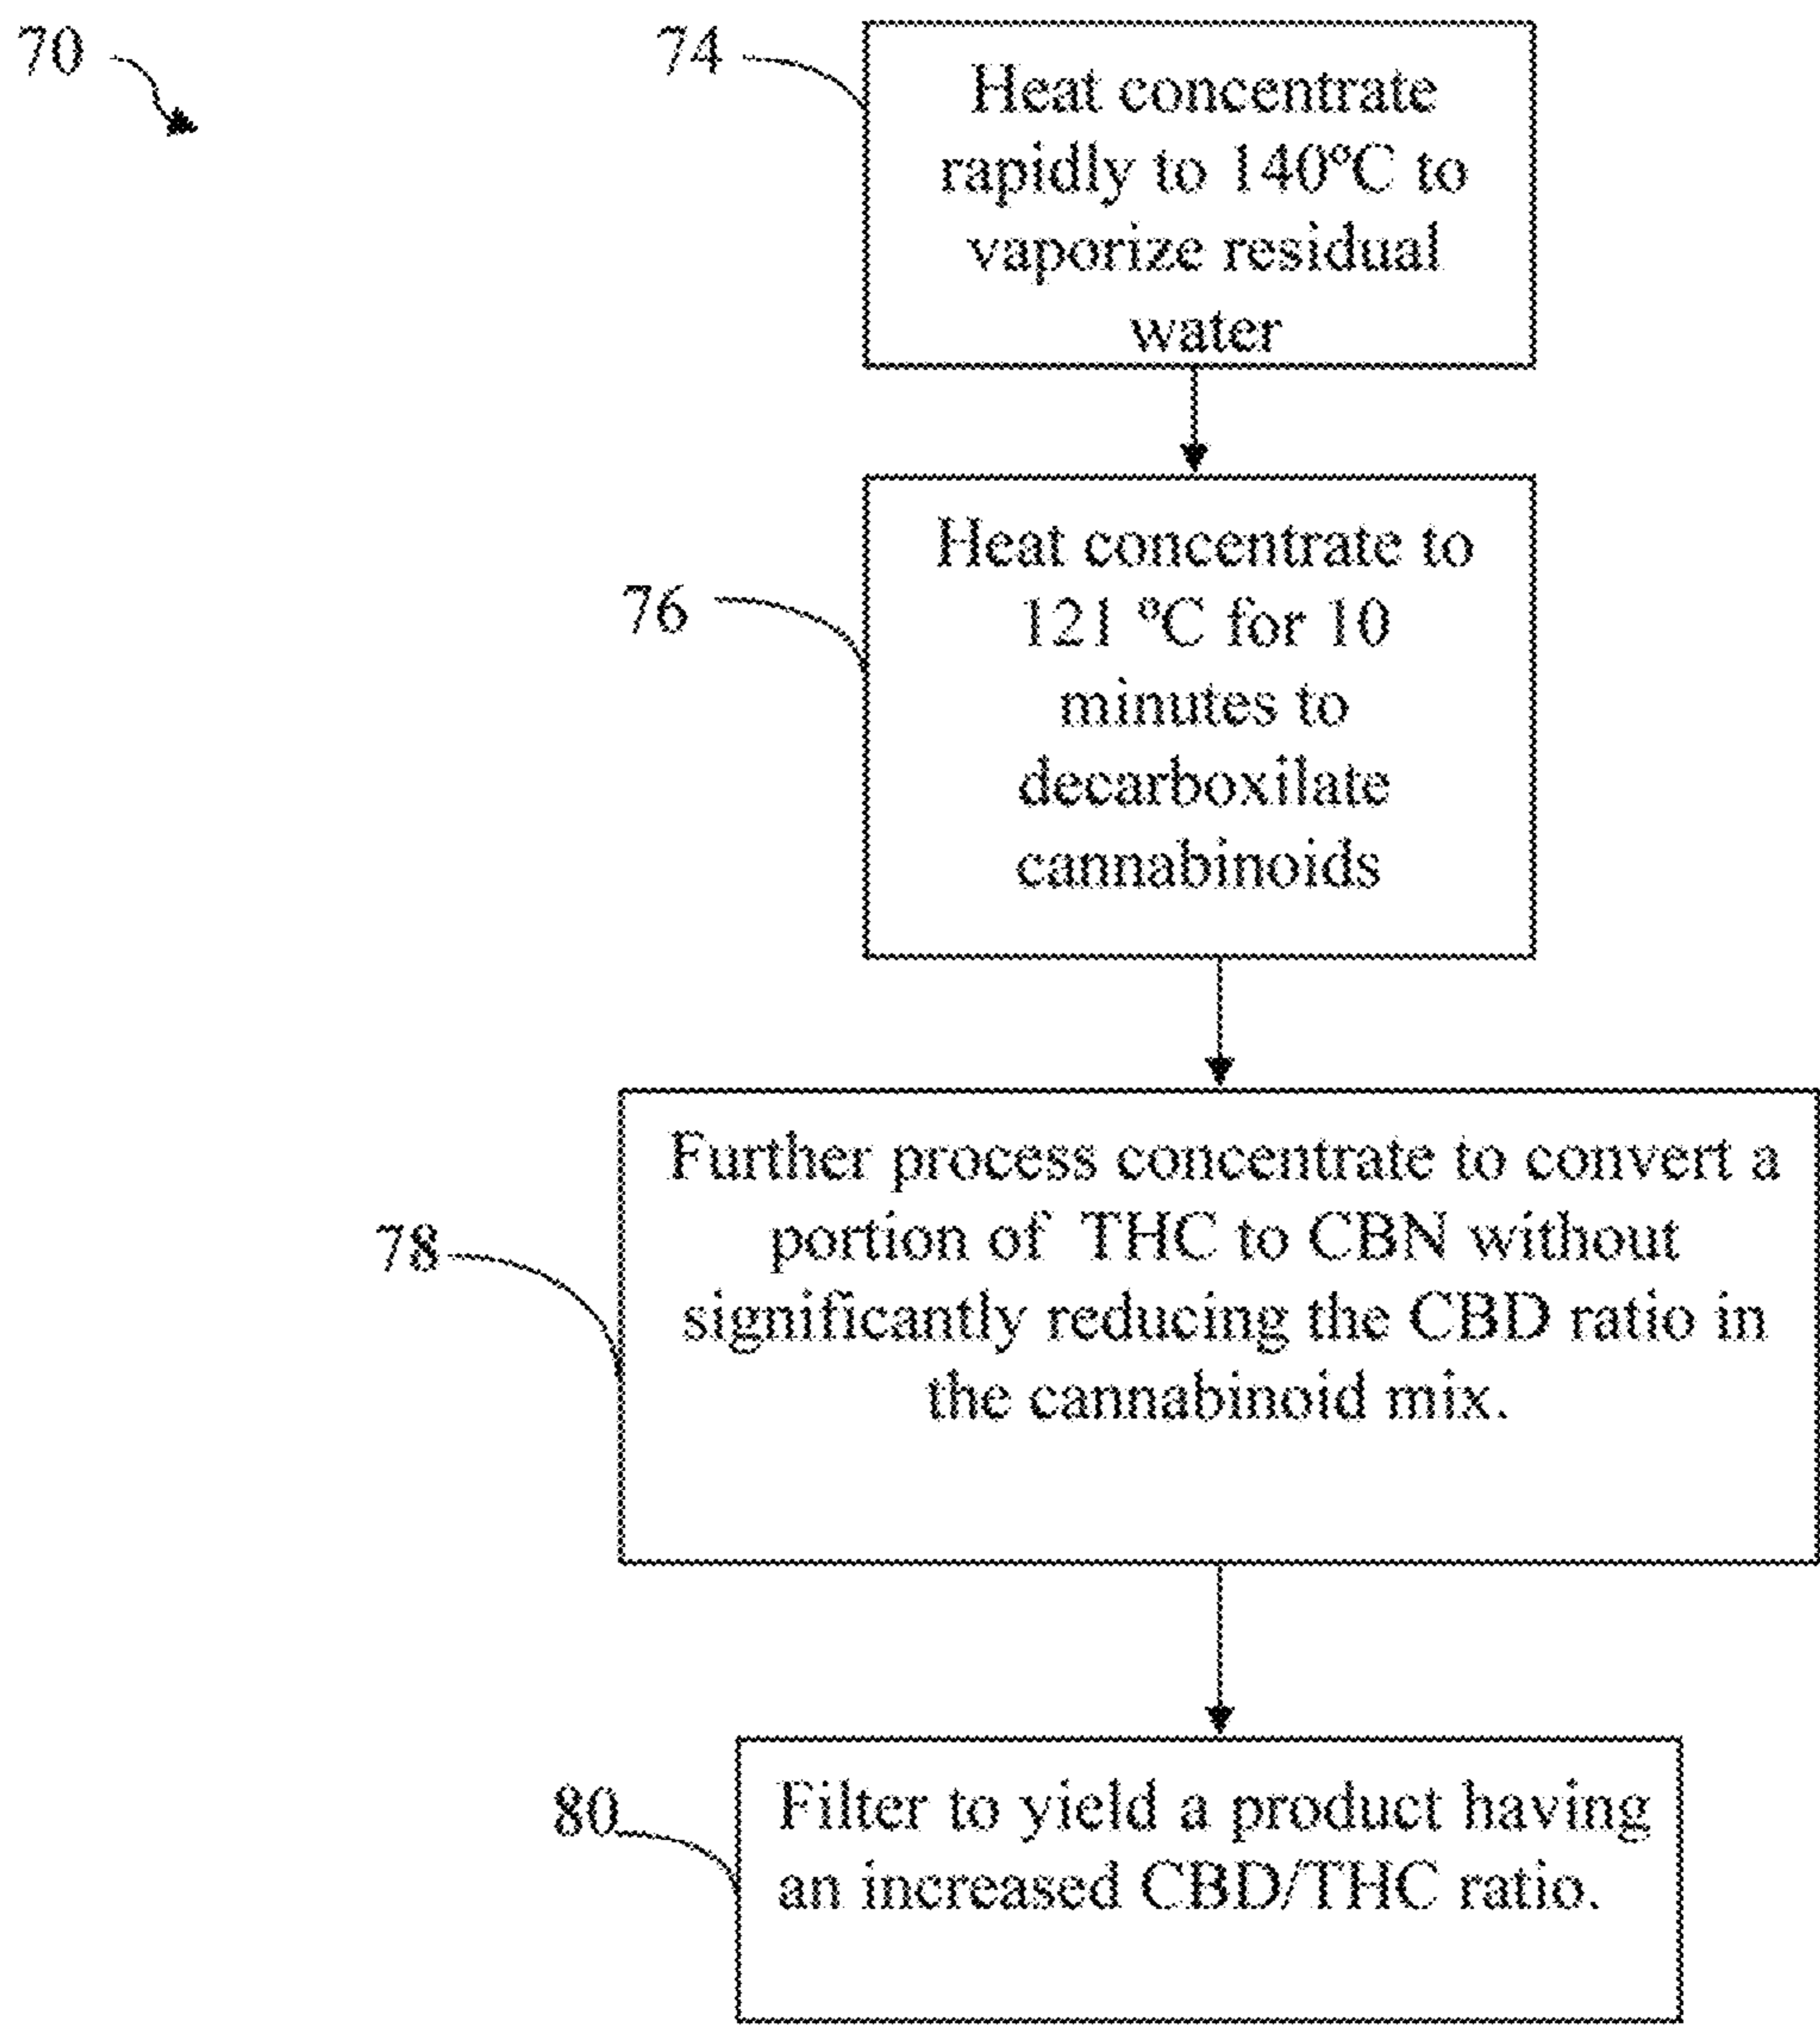 70
74
Heat concentrate
rapidly to 140ºC to
vaporize residual
water
76
Heat concentrate to
121 ºC for 10
minutes to
decarboxilate
cannabinoids
78
Further process concentrate to convert a
portion of THC to CBN without
significantly reducing the CBD ratio in
the cannabinoid mix.
80
Filter to yield a product having
an increased CBD/THC ratio.